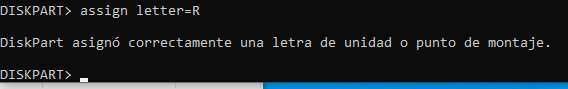 DISKPART> assign letter=R
DiskPart asignó correctamente una letra de unidad o punto de montaje.
DISKPART>